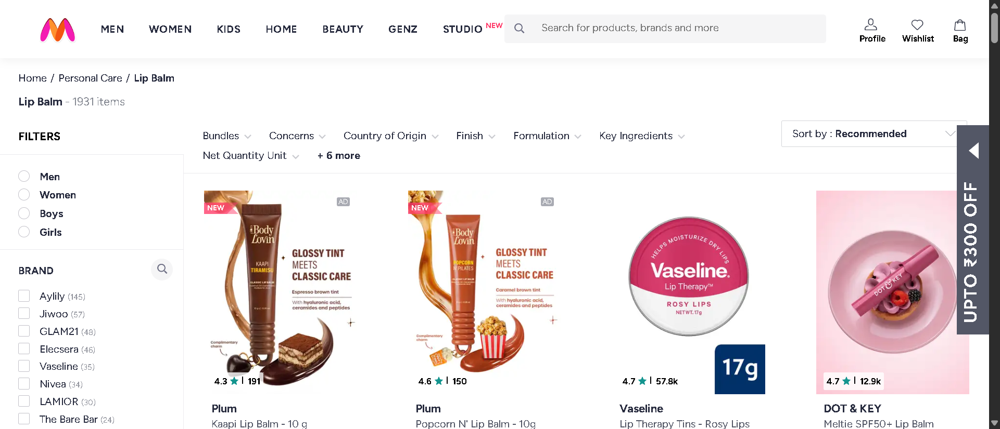 MEN WOMEN KIDS HOME BEAUTY GENZ STUDIO NEW
Search for products, brands and more
Profile Wishlist Bag
Home / Personal Care / Lip Balm
Lip Balm - 1931 items
FILTERS
Bundles Concerns Country of Origin Finish Formulation Key Ingredients
Net Quantity Unit + 6 more
Sort by : Recommended
UPTO ₹300 OFF
Men
Women
Boys
Girls
BRAND
Aylily (145)
Jiwoo (57)
GLAM21 (48)
Elecsera (46)
Vaseline (35)
Nivea (34)
LAMIOR (30)
The Bare Bar (24)
NEW
AD
Body
Lovin
KAAPI
TIRAMISU
CLASSIC LIP BALM
GLOSSY TINT
MEETS
CLASSIC CARE
Espresso brown tint
With hyaluronic acid,
ceramides and peptides
Complimentary
charm
4.3 | 191
Plum
Kaapi Lip Balm - 10 g
NEW
AD
Body
Lovin
POPCORN
N' PILATES
CLASSIC LIP BALM
GLOSSY TINT
MEETS
CLASSIC CARE
Caramel brown tint
With hyaluronic acid,
ceramides and peptides
Complimentary
charm
4.6 | 150
Plum
Popcorn N' Lip Balm - 10g
HELPS MOISTURIZE DRY LIPS
Vaseline.
Lip Therapy™
ROSY LIPS
NET WT. 17g
17g
4.7 | 57.8k
Vaseline
Lip Therapy Tins - Rosy Lips
DOT & KEY
4.7 | 12.9k
DOT & KEY
Meltie SPF50+ Lip Balm